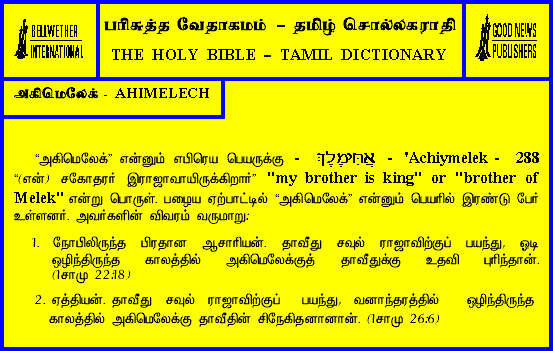 BELLWETHER
INTERNATIONAL
பரிசுத்த வேதாகமம் – தமிழ் சொல்லகராதி
THE HOLY BIBLE – TAMIL DICTIONARY
GOOD NEWS
PUBLISHERS
அகிமெலேக் - AHIMELECH
“அகிமெலேக்” என்னும் எபிரெய பெயருக்கு - אֲחִימֶלֶךְ - 'Achiymelek - 288
“(என்) சகோதரர் இராஜாவாயிருக்கிறார்” "my brother is king" or "brother of
Melek" என்று பொருள். பழைய ஏற்பாட்டில் “அகிமெலேக்” என்னும் பெயரில் இரண்டு பேர்
உள்ளனர். அவர்களின் விவரம் வருமாறு;
1. நோபிலிருந்த பிரதான ஆசாரியன். தாவீது சவுல் ராஜாவிற்குப் பயந்து, ஓடி
ஒழிந்திருந்த காலத்தில் அகிமெலேக்குத் தாவீதுக்கு உதவி புரிந்தான்.
(1சாமு 22:18)
2. ஏத்தியன். தாவீது சவுல் ராஜாவிற்குப் பயந்து, வனாந்தரத்தில் ஒழிந்திருந்த
காலத்தில் அகிமெலேக்கு தாவீதின் சிநேகிதனானான். (1சாமு 26:6)